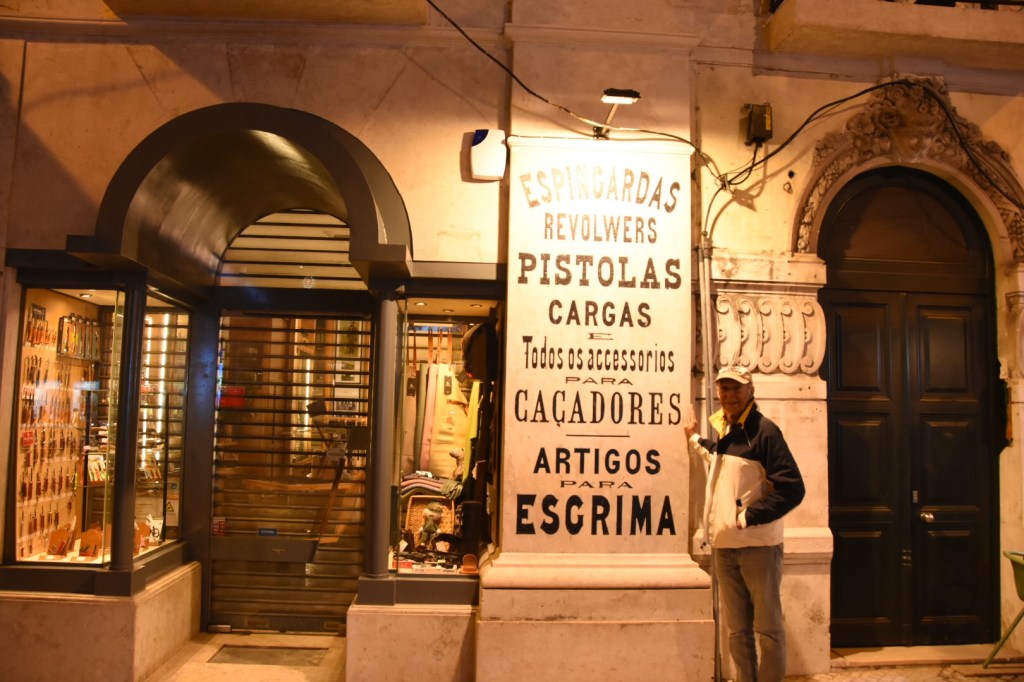 ESPINGARDAS
REVOLWERS
PISTOLAS
CARGAS
E
Todos os accessorios
PARA
CAÇADORES
ARTIGOS
PARA
ESGRIMA